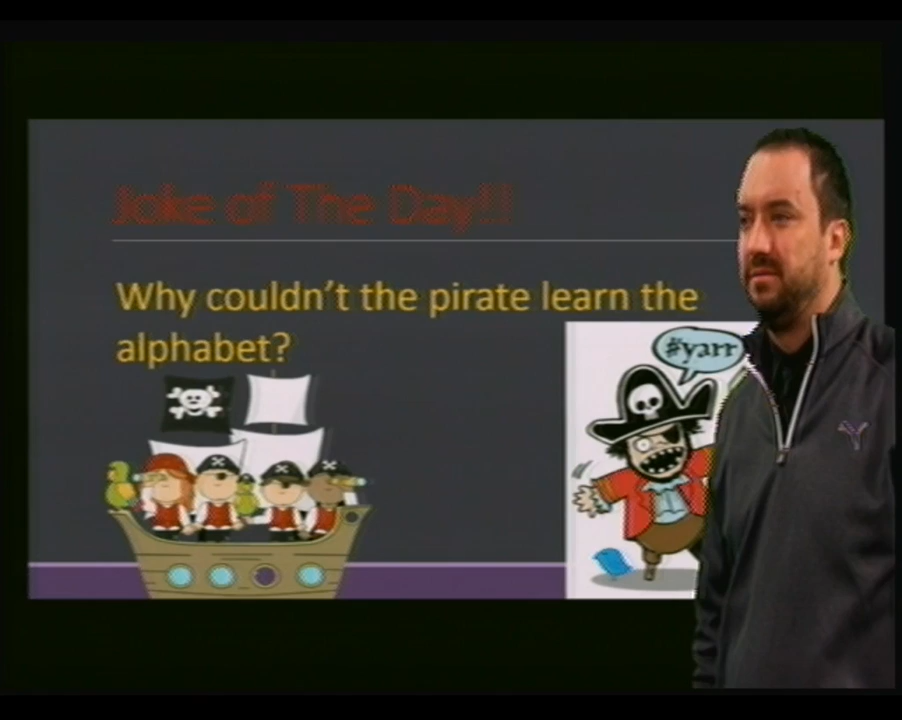 Joke of The Day!!
Why couldn't the pirate learn the
alphabet?
#yarr